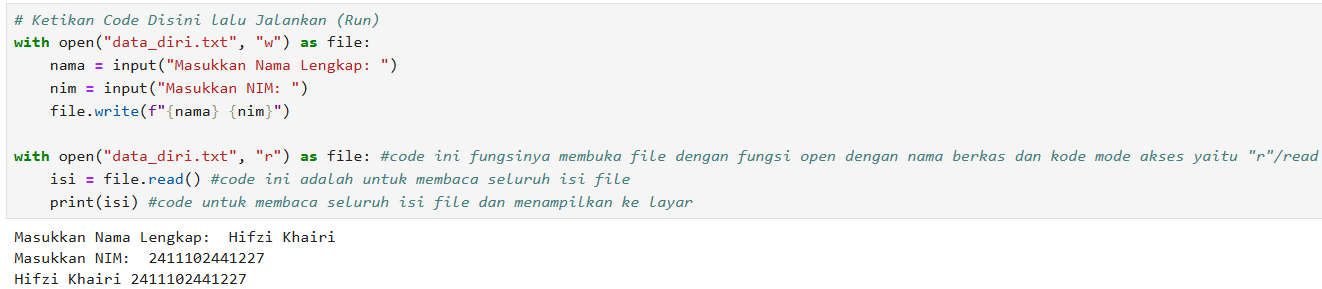 # Ketikan Code Disini lalu Jalankan (Run)
with open("data_diri.txt", "w") as file:
    nama = input("Masukkan Nama Lengkap: ")
    nim = input("Masukkan NIM: ")
    file.write(f"{nama} {nim}")

with open("data_diri.txt", "r") as file: #code ini fungsinya membuka file dengan fungsi open dengan nama berkas dan kode mode akses yaitu "r"/read
    isi = file.read() #code ini adalah untuk membaca seluruh isi file
    print(isi) #code untuk membaca seluruh isi file dan menampilkan ke layar
Masukkan Nama Lengkap:  Hifzi Khairi
Masukkan NIM:  2411102441227
Hifzi Khairi 2411102441227